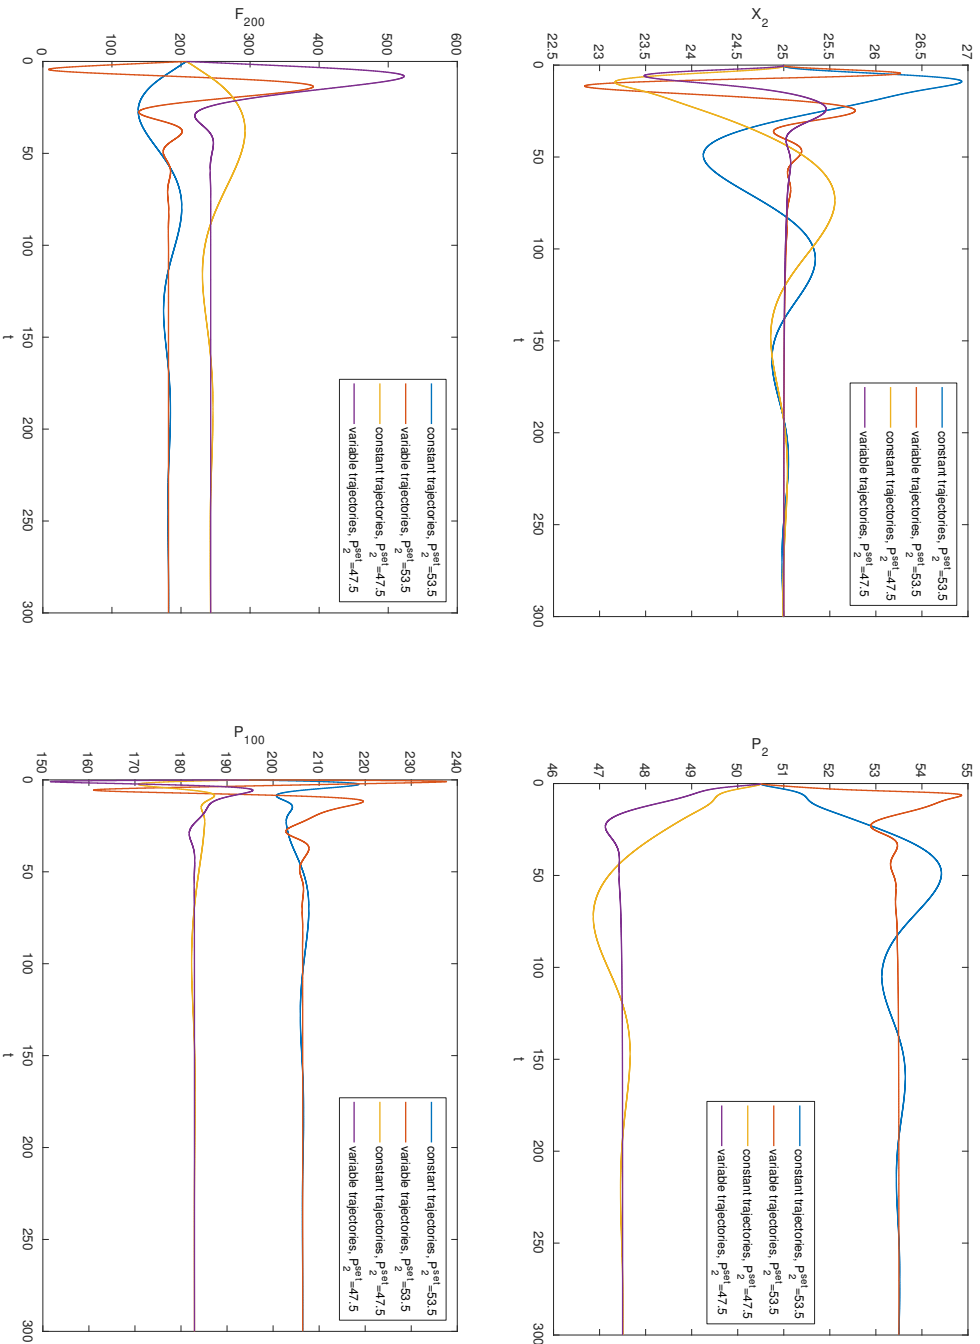 X₂
27
26.5
26
25.5
25
24.5
24
23.5
23
22.5
0
50
100
150
200
250
300
t
constant trajectories, P₂ˢᵉᵗ=53.5
variable trajectories, P₂ˢᵉᵗ=53.5
constant trajectories, P₂ˢᵉᵗ=47.5
variable trajectories, P₂ˢᵉᵗ=47.5
P₂
55
54
53
52
51
50
49
48
47
46
0
50
100
150
200
250
300
t
constant trajectories, P₂ˢᵉᵗ=53.5
variable trajectories, P₂ˢᵉᵗ=53.5
constant trajectories, P₂ˢᵉᵗ=47.5
variable trajectories, P₂ˢᵉᵗ=47.5
F₂₀₀
600
500
400
300
200
100
0
0
50
100
150
200
250
300
t
constant trajectories, P₂ˢᵉᵗ=53.5
variable trajectories, P₂ˢᵉᵗ=53.5
constant trajectories, P₂ˢᵉᵗ=47.5
variable trajectories, P₂ˢᵉᵗ=47.5
P₁₀₀
240
230
220
210
200
190
180
170
160
150
0
50
100
150
200
250
300
t
constant trajectories, P₂ˢᵉᵗ=53.5
variable trajectories, P₂ˢᵉᵗ=53.5
constant trajectories, P₂ˢᵉᵗ=47.5
variable trajectories, P₂ˢᵉᵗ=47.5